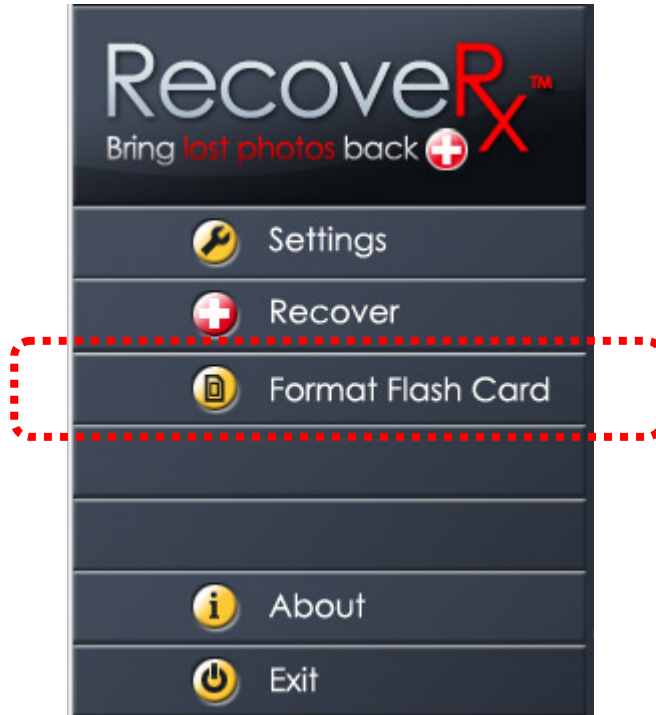 RecoveRx™
Bring lost photos back
Settings
Recover
Format Flash Card
About
Exit